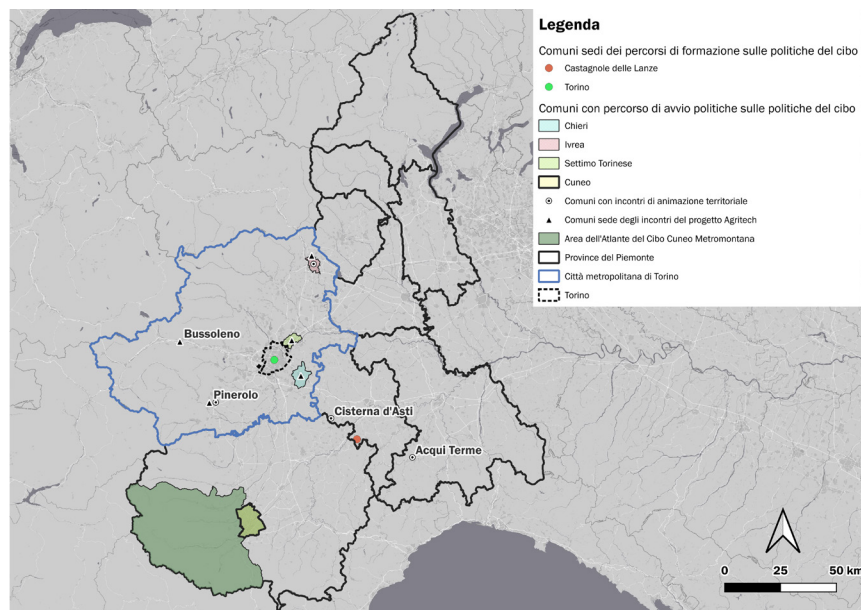 Legenda
Comuni sedi dei percorsi di formazione sulle politiche del cibo
Castagnole delle Lanze
Torino
Comuni con percorso di avvio politiche sulle politiche del cibo
Chieri
Ivrea
Settimo Torinese
Cuneo
Comuni con incontri di animazione territoriale
Comuni sede degli incontri del progetto Agritech
Area dell'Atlante del Cibo Cuneo Metromontana
Province del Piemonte
Città metropolitana di Torino
Torino
Bussoleno
Pinerolo
Cisterna d'Asti
Acqui Terme
0 25 50 km